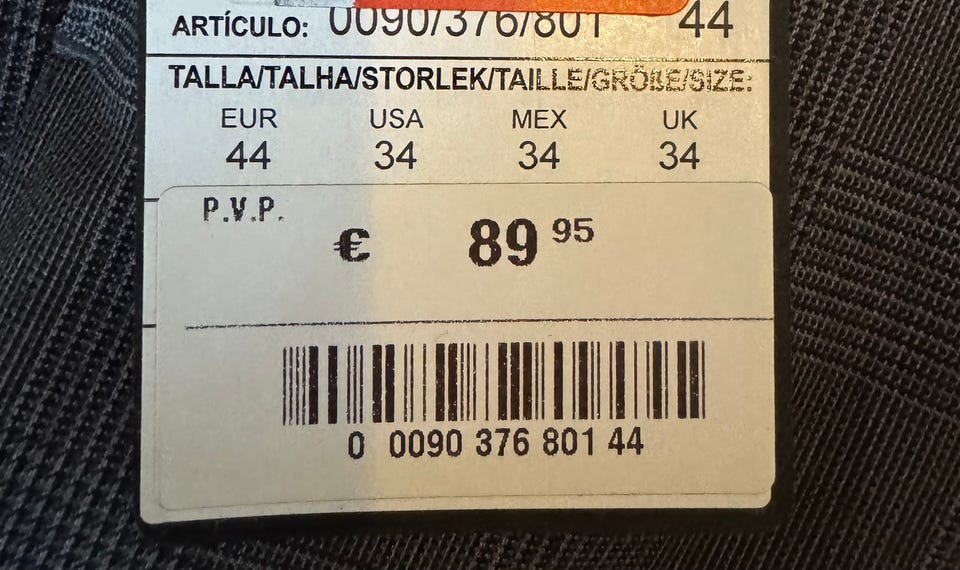 ARTÍCULO: 0090/376/801 44
TALLA/TALHA/STORLEK/TAILLE/GRÖßE/SIZE:
EUR USA MEX UK
44 34 34 34
P.V.P.
€ 89 95
0 0090 376 801 44